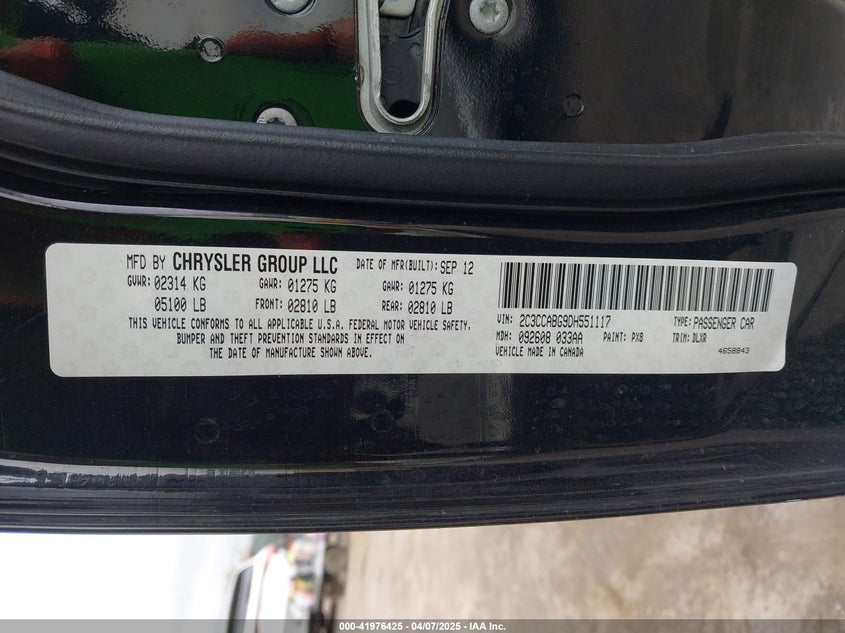 MFD BY CHRYSLER GROUP LLC
DATE OF MFR(BUILT): SEP 12
GVWR: 02314 KG GAWR: 01275 KG GAWR: 01275 KG
05100 LB FRONT: 02810 LB REAR: 02810 LB
THIS VEHICLE CONFORMS TO ALL APPLICABLE U.S.A. FEDERAL MOTOR VEHICLE SAFETY,
BUMPER AND THEFT PREVENTION STANDARDS IN EFFECT ON
THE DATE OF MANUFACTURE SHOWN ABOVE.
VIN: 2C3CCABG9DH551117 TYPE: PASSENGER CAR
MDH: 092608 033AA PAINT: PX8 TRIM: DLXR
VEHICLE MADE IN CANADA 4658843
000-41976425 - 04/07/2025 - IAA Inc.